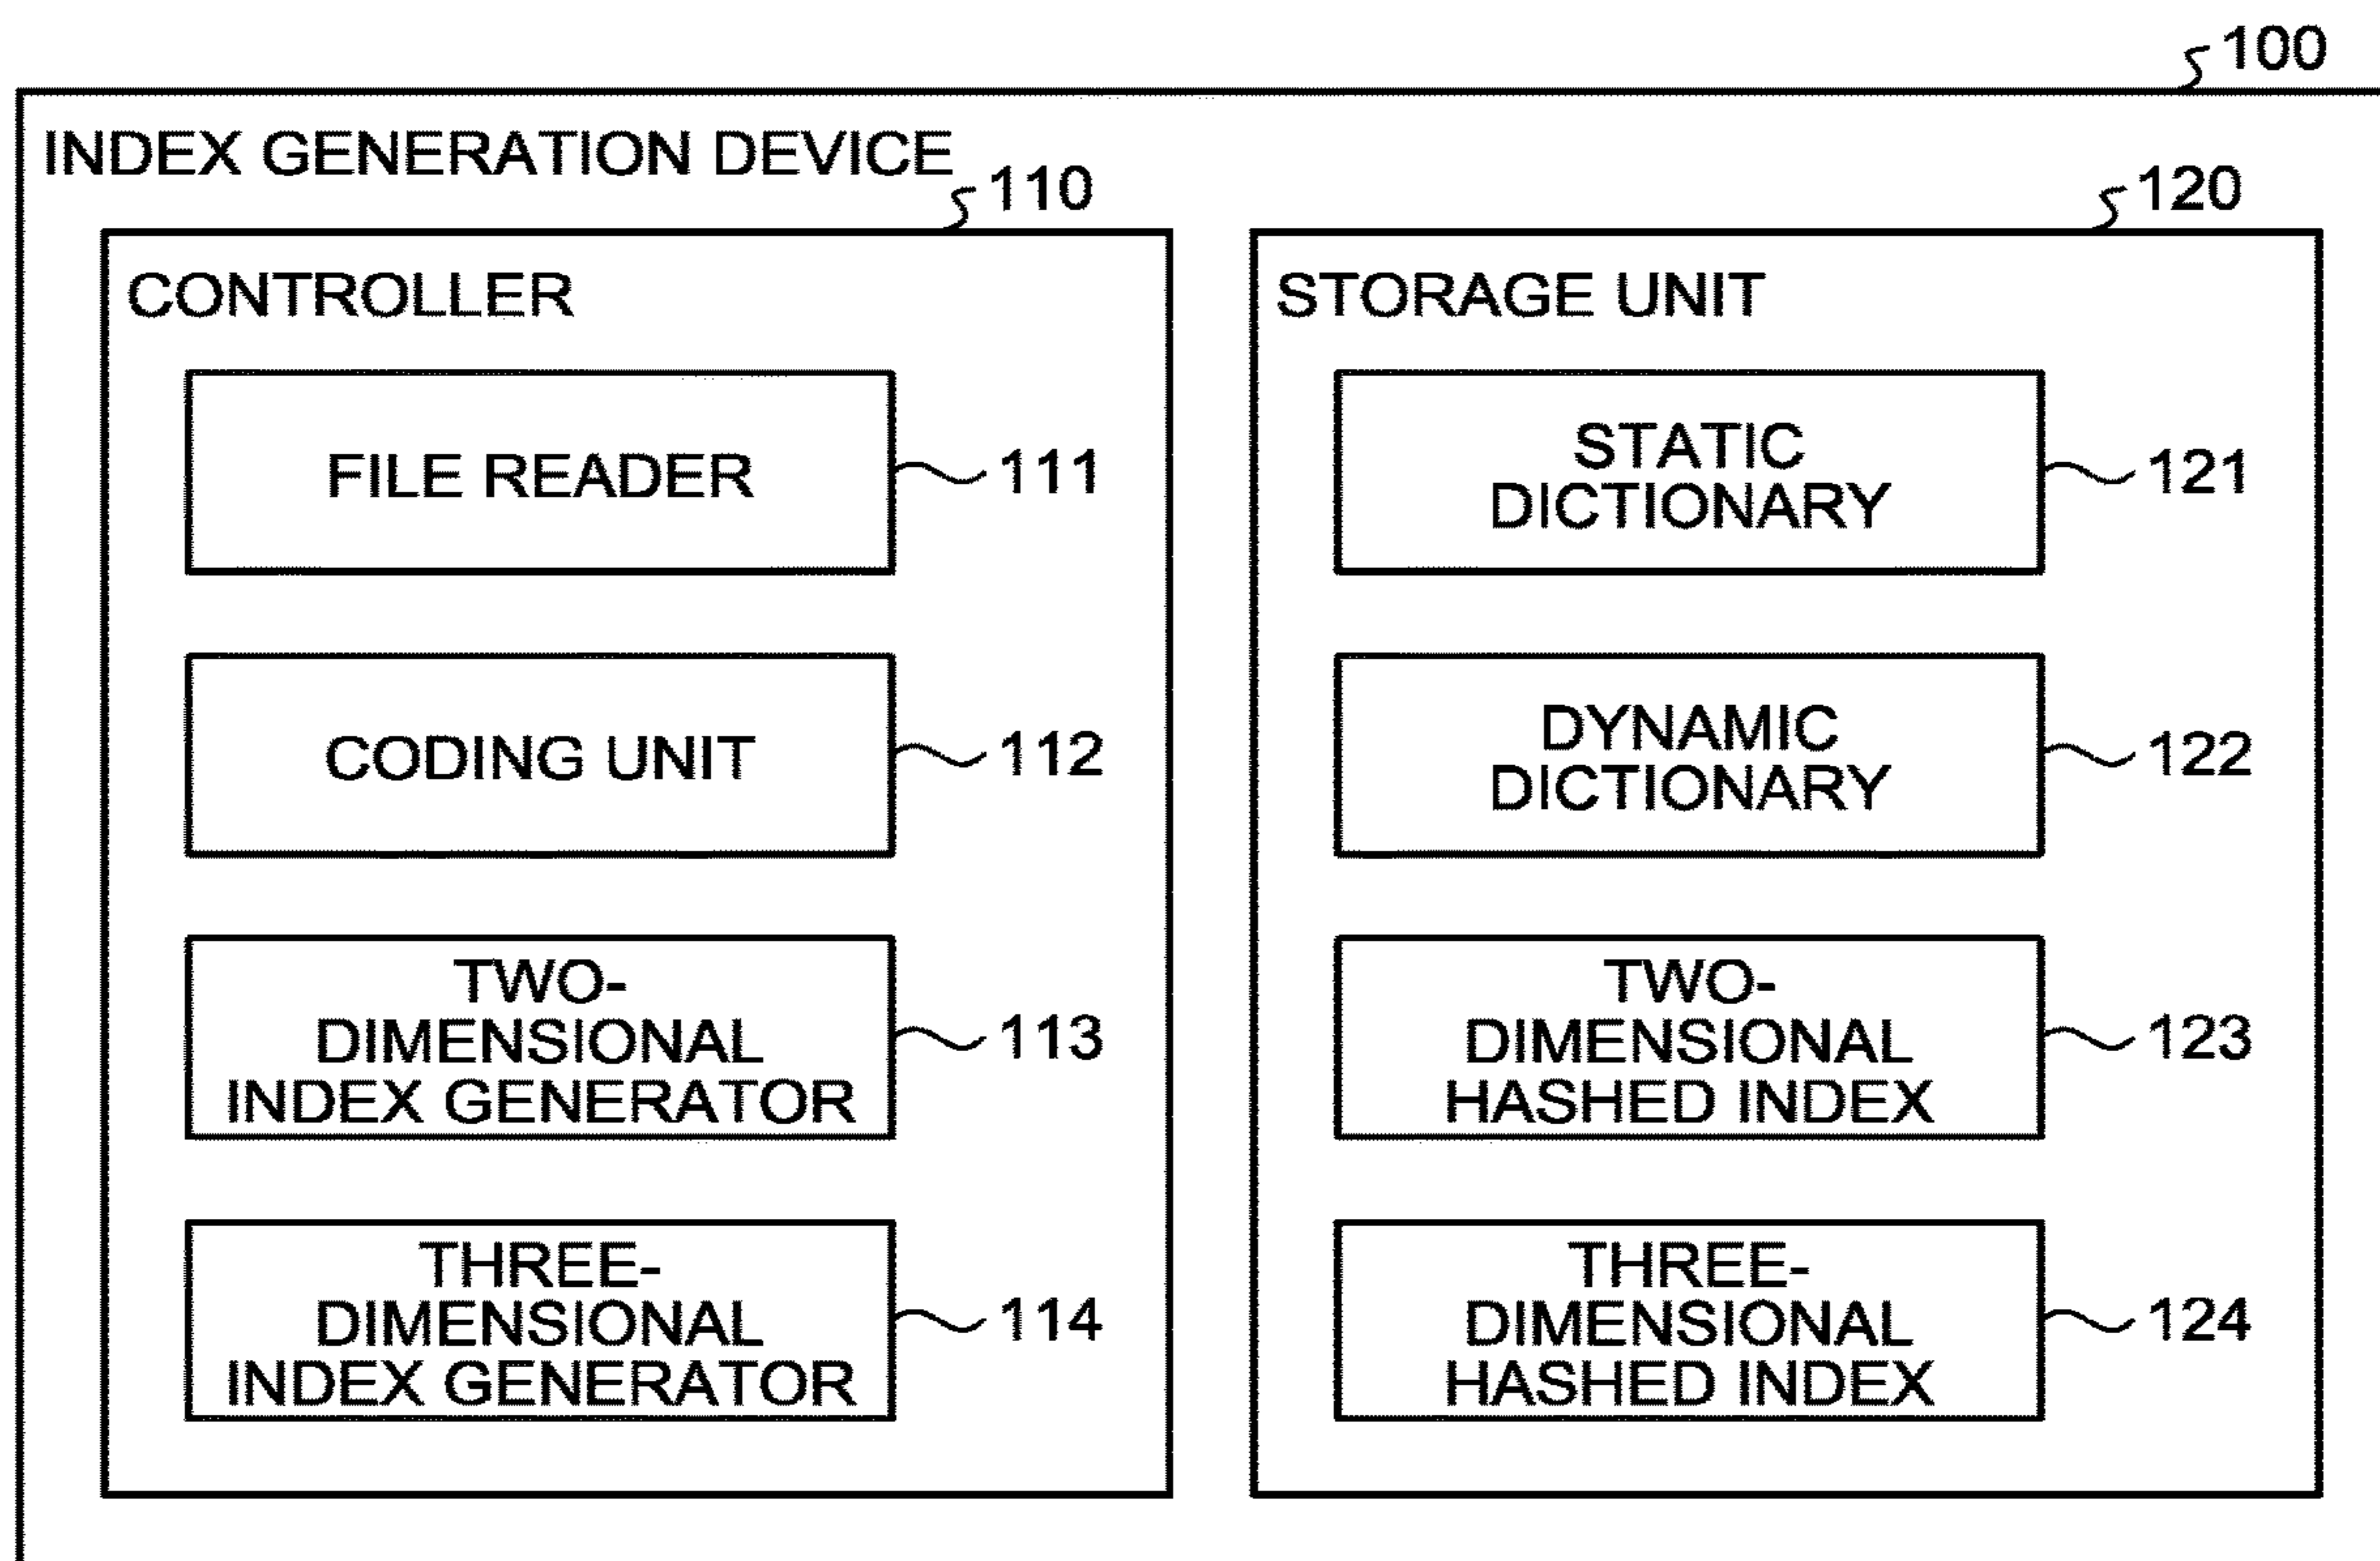 100
INDEX GENERATION DEVICE
110
CONTROLLER
FILE READER
111
CODING UNIT
112
TWO-
DIMENSIONAL
INDEX GENERATOR
113
THREE-
DIMENSIONAL
INDEX GENERATOR
114
120
STORAGE UNIT
STATIC
DICTIONARY
121
DYNAMIC
DICTIONARY
122
TWO-
DIMENSIONAL
HASHED INDEX
123
THREE-
DIMENSIONAL
HASHED INDEX
124